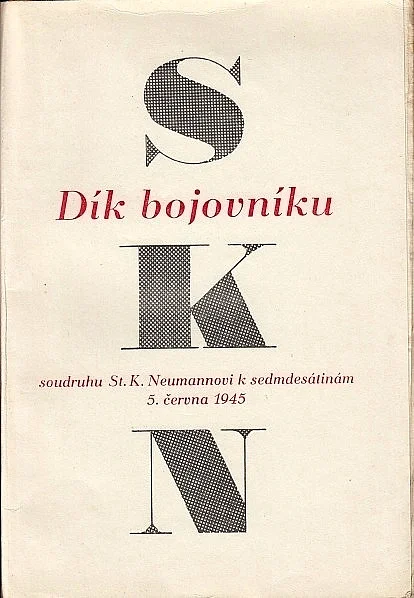 S
Dík bojovníku
K
soudruhu St. K. Neumannovi k sedmdesátinám
5. června 1945
N